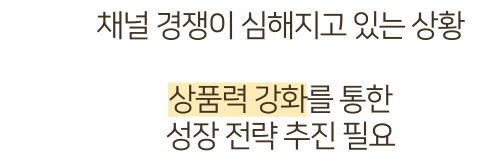 채널 경쟁이 심해지고 있는 상황
상품력 강화를 통한
성장 전략 추진 필요